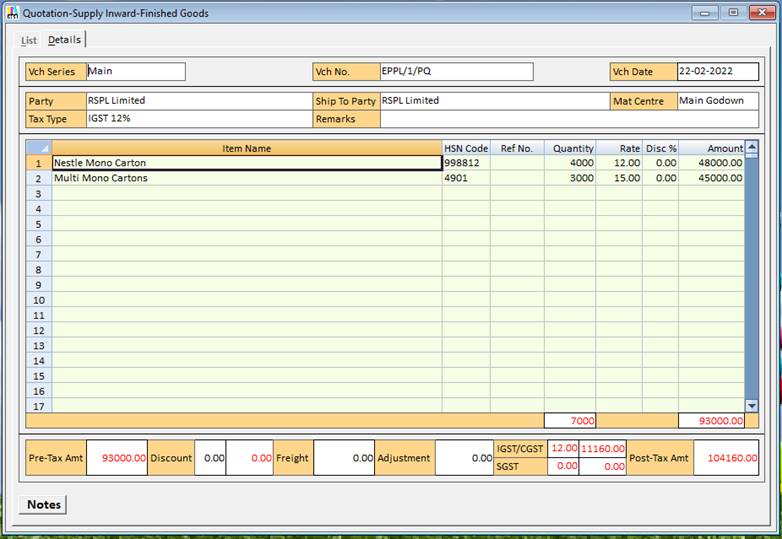 Quotation-Supply Inward-Finished Goods
List Details
Vch Series Main Vch No. EPPL/1/PQ Vch Date 22-02-2022
Party RSPL Limited Ship To Party RSPL Limited Mat Centre Main Godown
Tax Type IGST 12% Remarks
Item Name HSN Code Ref No. Quantity Rate Disc % Amount
1 Nestle Mono Carton 998812 4000 12.00 0.00 48000.00
2 Multi Mono Cartons 4901 3000 15.00 0.00 45000.00
3
4
5
6
7
8
9
10
11
12
13
14
15
16
17
7000 93000.00
Pre-Tax Amt 93000.00 Discount 0.00 0.00 Freight 0.00 Adjustment 0.00 IGST/CGST 12.00 11160.00 Post-Tax Amt 104160.00
SGST 0.00 0.00
Notes